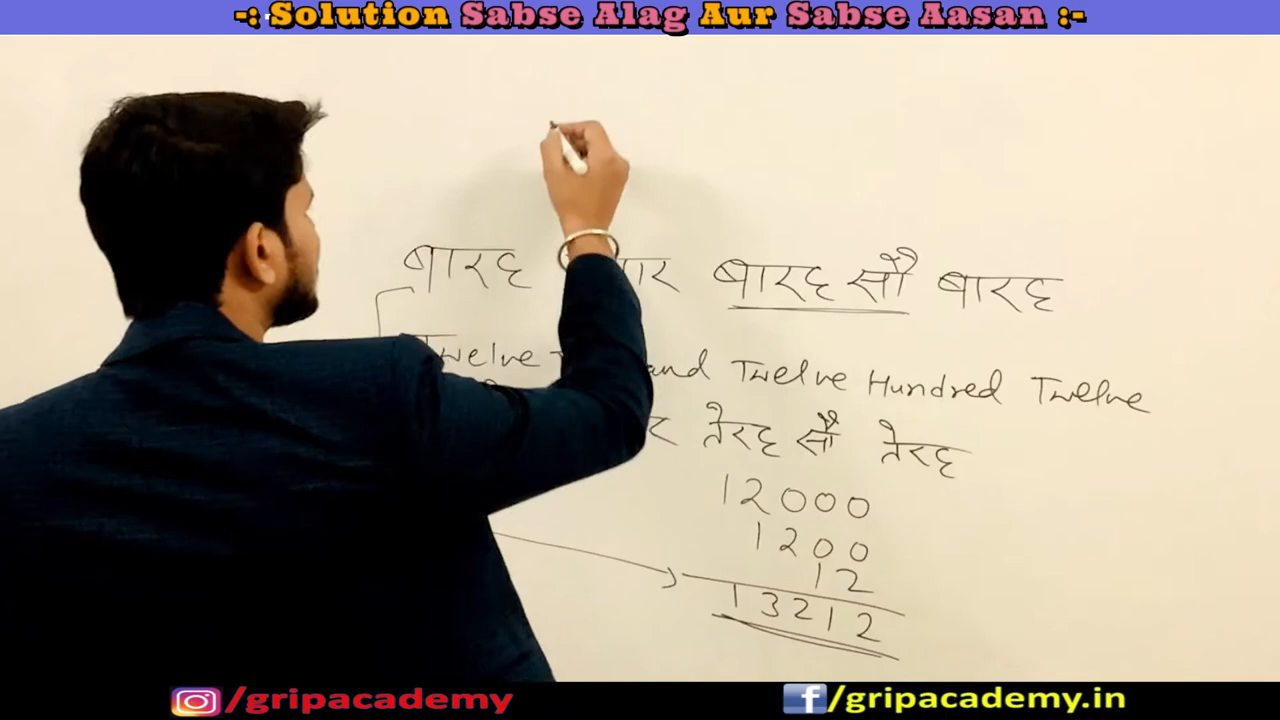 -: Solution Sabse Alag Aur Sabse Aasan :-
बारह बारह सौ बारह
Twelve Twelve Hundred Twelve
तेरह सौ तेरह
12000
1200
12
13212
/gripacademy
/gripacademy.in